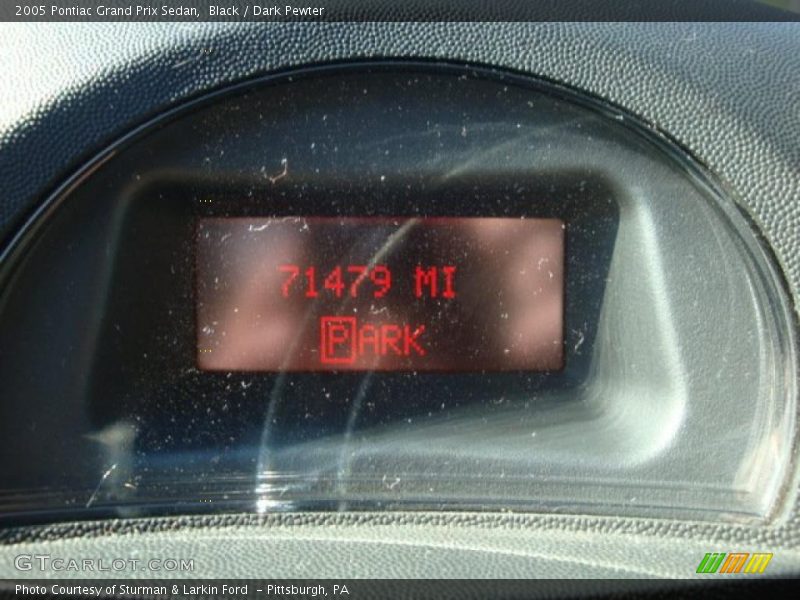 2005 Pontiac Grand Prix Sedan, Black / Dark Pewter
71479 MI
PARK
GTCARLOT.COM
Photo Courtesy of Sturman & Larkin Ford - Pittsburgh, PA